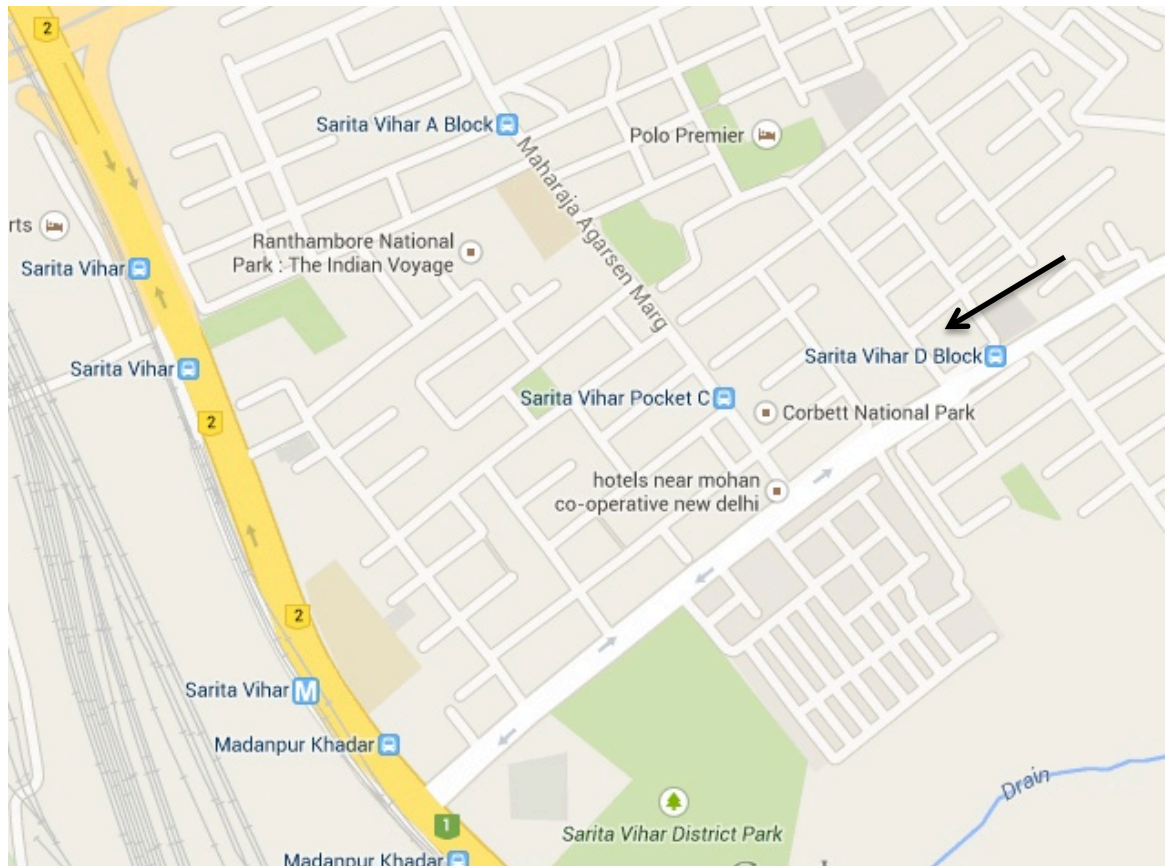 2
Sarita Vihar A Block
Polo Premier
Maharaja Agarsen Marg
rts
Ranthambore National
Park : The Indian Voyage
Sarita Vihar
Sarita Vihar D Block
Sarita Vihar
Sarita Vihar Pocket C
Corbett National Park
2
hotels near mohan
co-operative new delhi
2
Sarita Vihar M
Madanpur Khadar
Drain
1
Sarita Vihar District Park
Madanpur Khadar